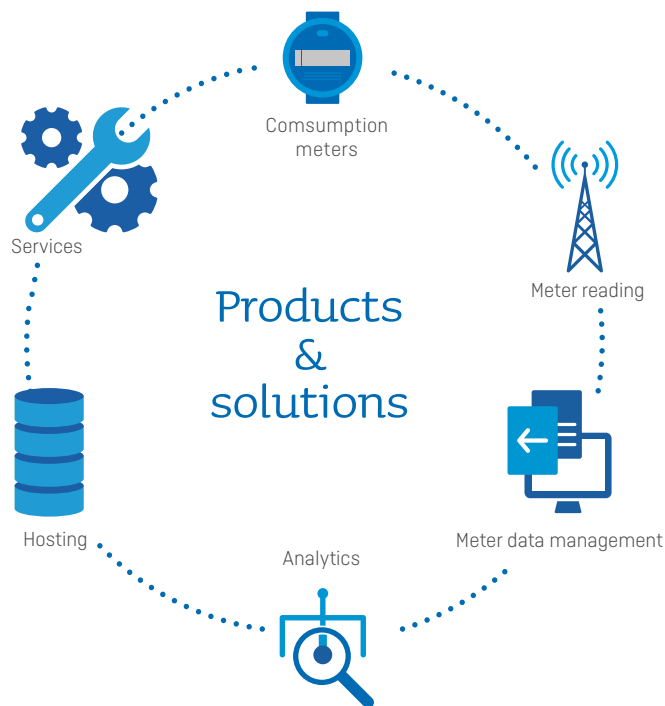 Comsumption
meters
Services
Meter reading
Products
&
solutions
Hosting
Meter data management
Analytics